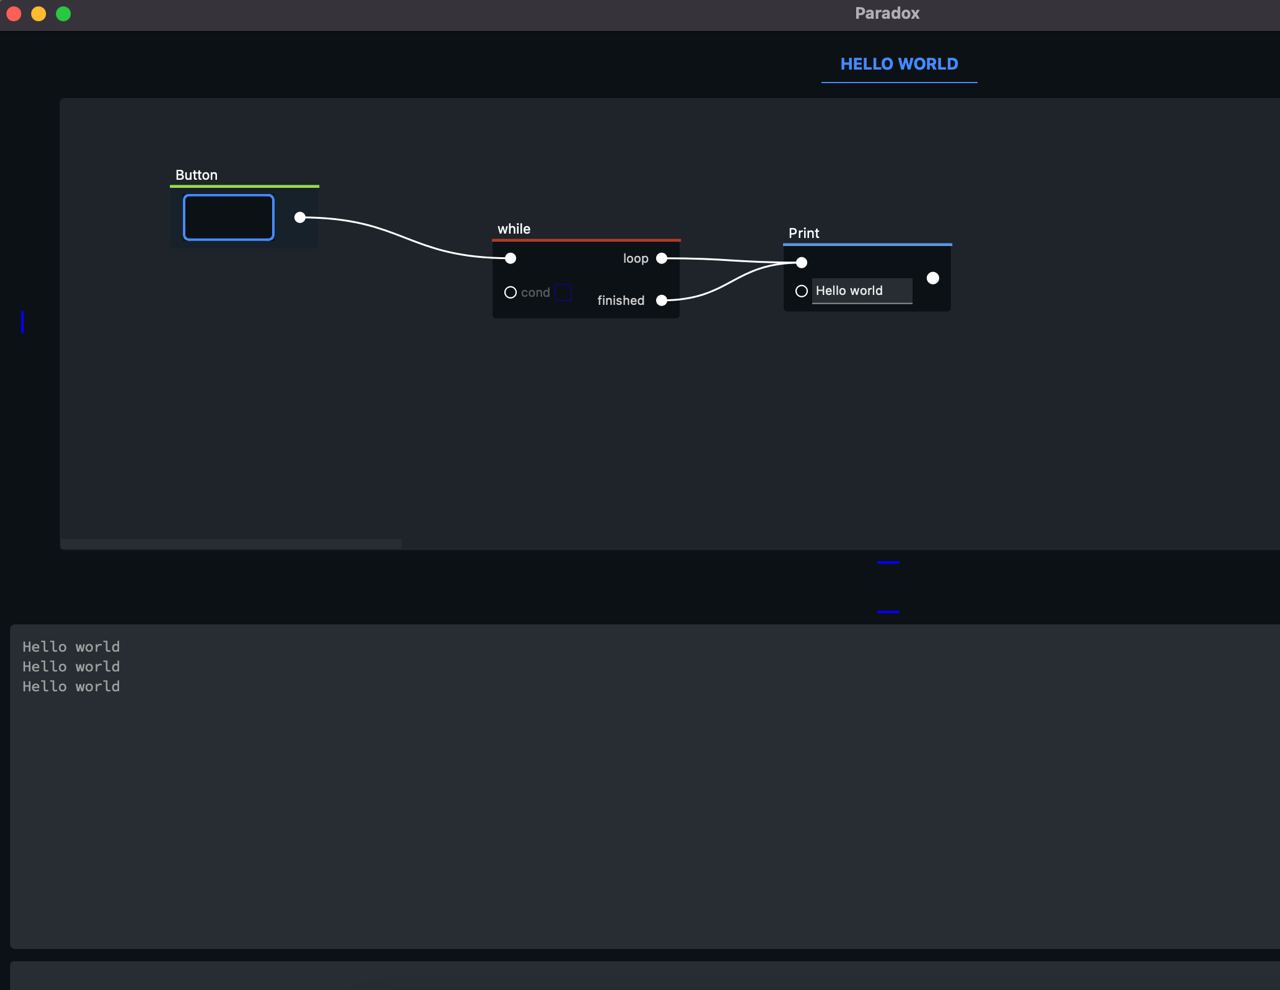 Paradox
HELLO WORLD
Button
while
loop
cond
finished
Print
Hello world
Hello world
Hello world
Hello world